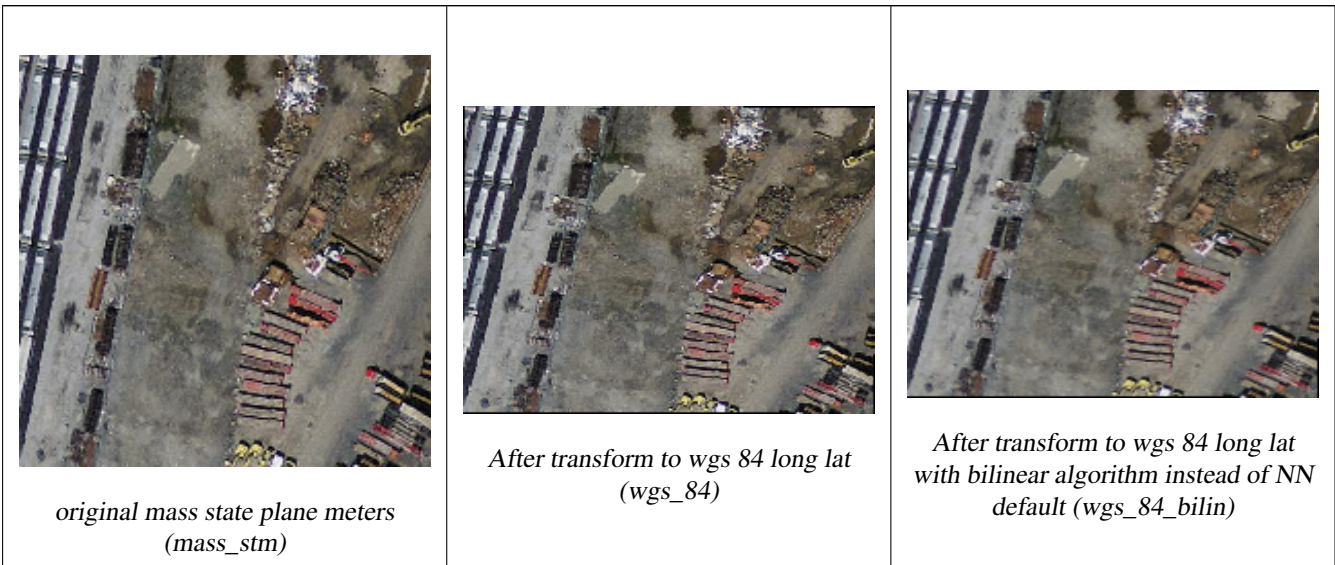 original mass state plane meters
(mass_stm)
After transform to wgs 84 long lat
(wgs_84)
After transform to wgs 84 long lat
with bilinear algorithm instead of NN
default (wgs_84_bilin)